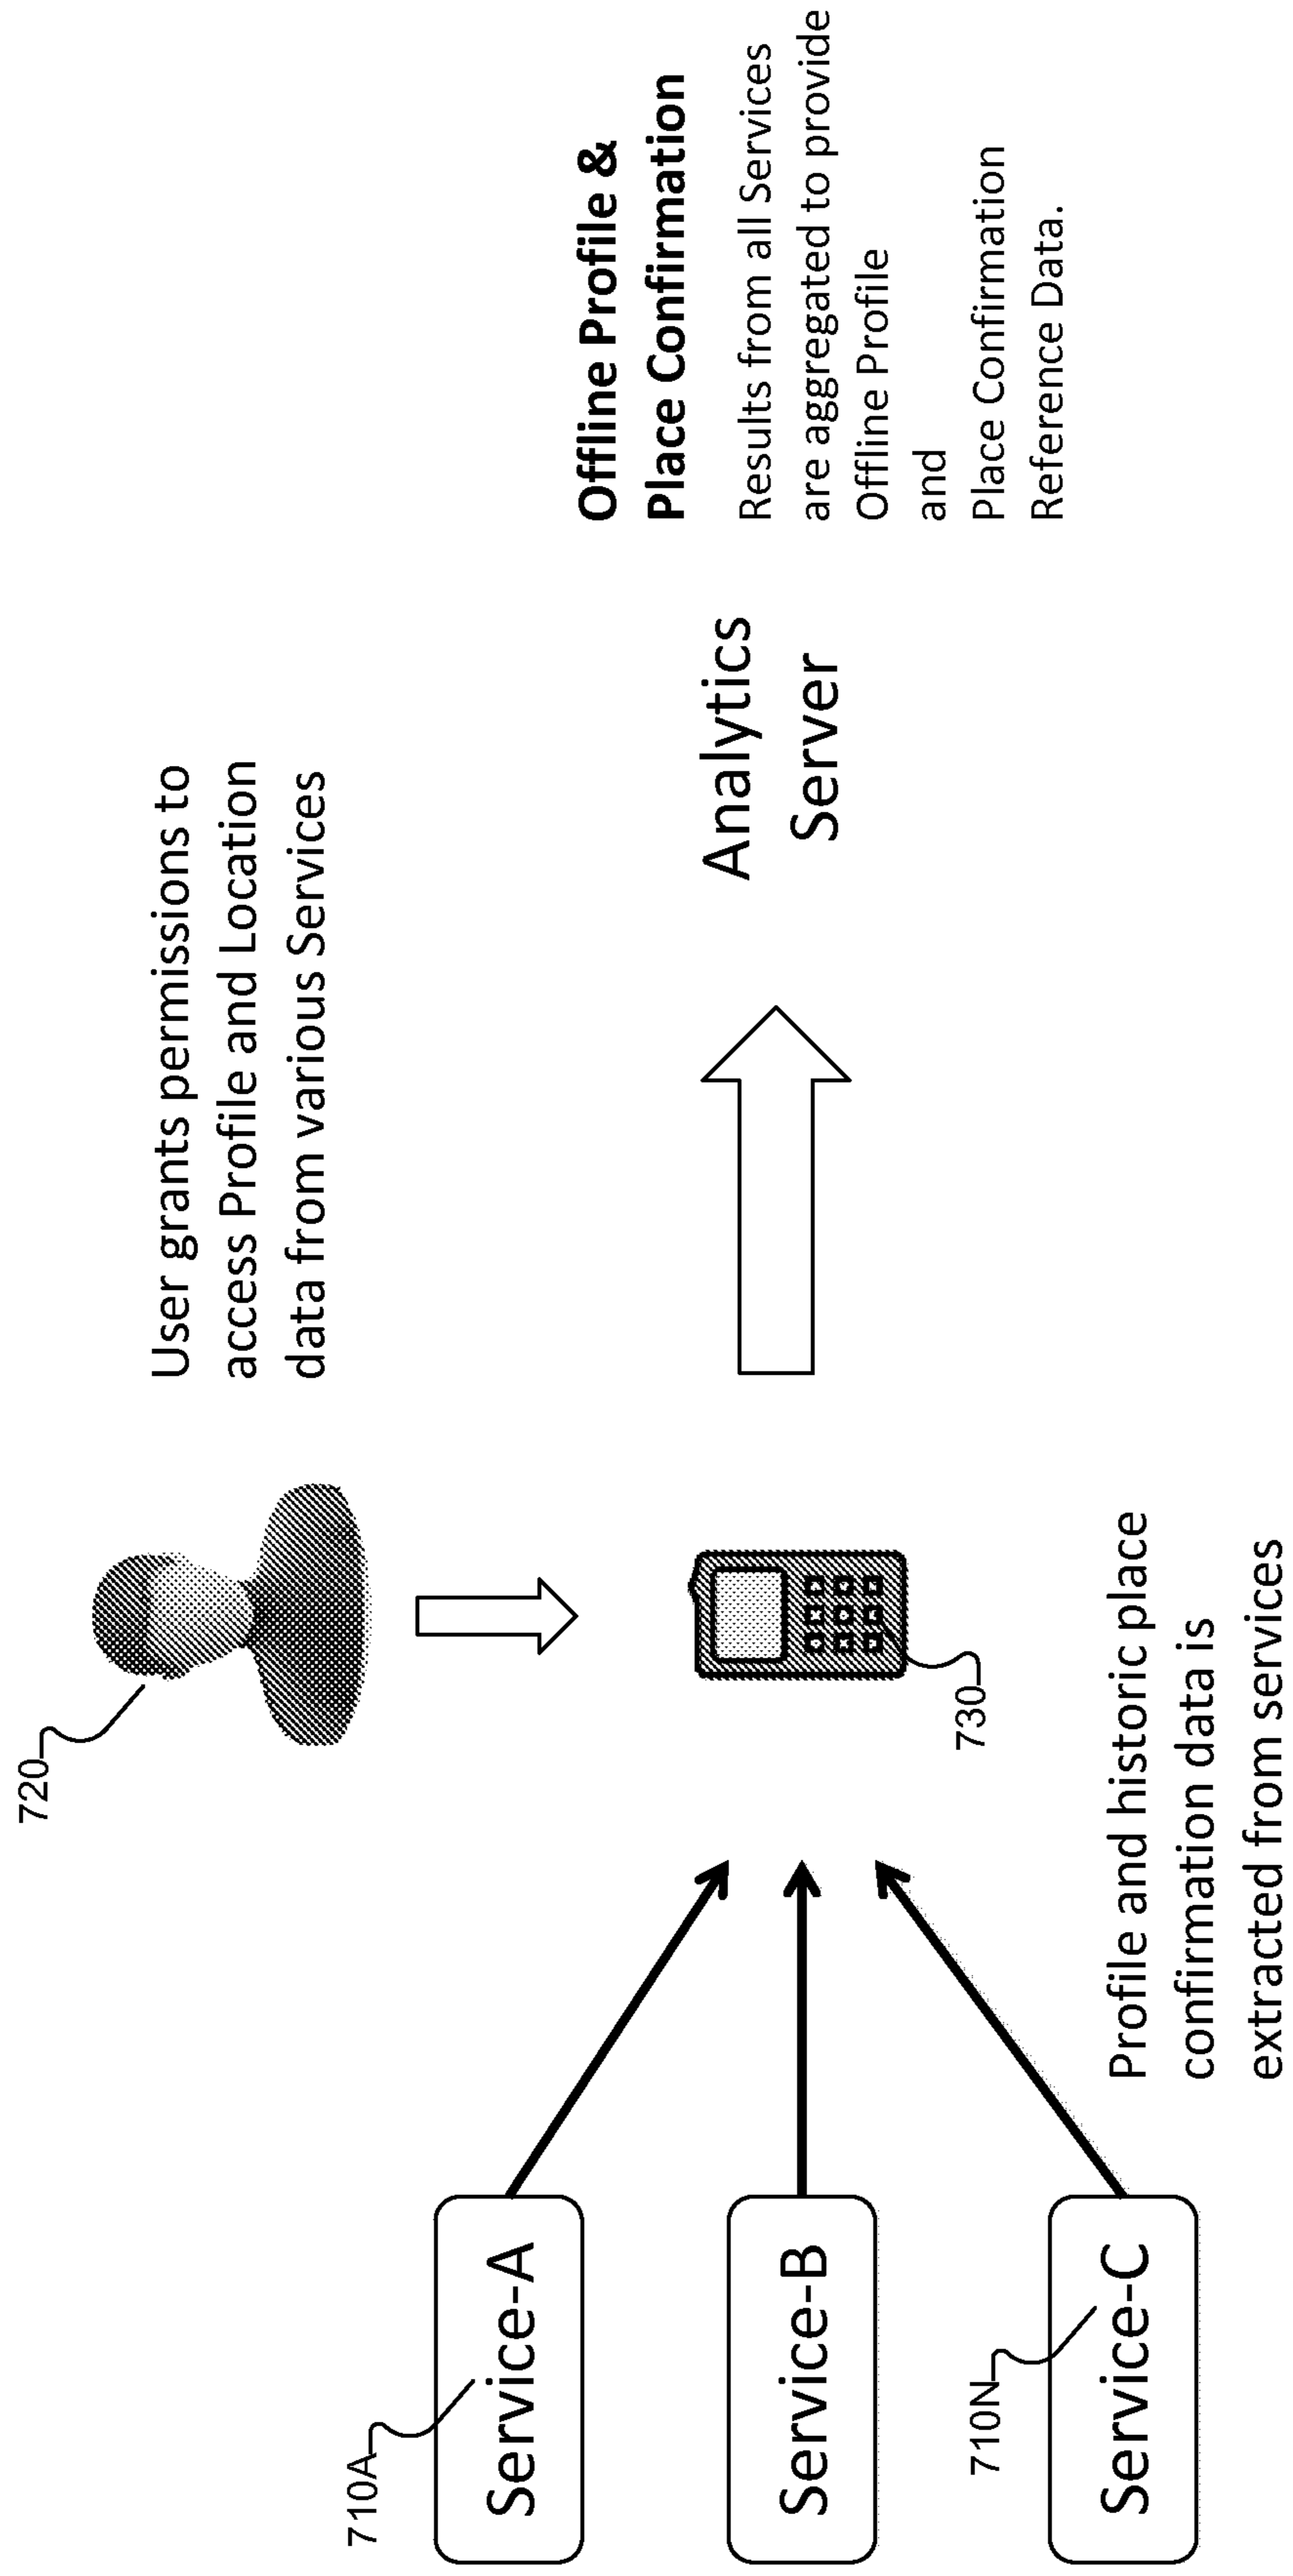 720
User grants permissions to
access Profile and Location
data from various Services
710A
Service-A
Service-B
710N
Service-C
730
Profile and historic place
confirmation data is
extracted from services
Analytics
Server
Offline Profile &
Place Confirmation
Results from all Services
are aggregated to provide
Offline Profile
and
Place Confirmation
Reference Data.